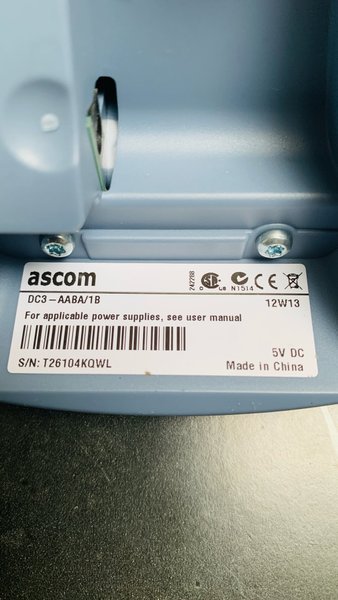 ascom
242208
N1514
DC3-AABA/1B
12W13
For applicable power supplies, see user manual
5V DC
S/N: T26104KQWL
Made in China